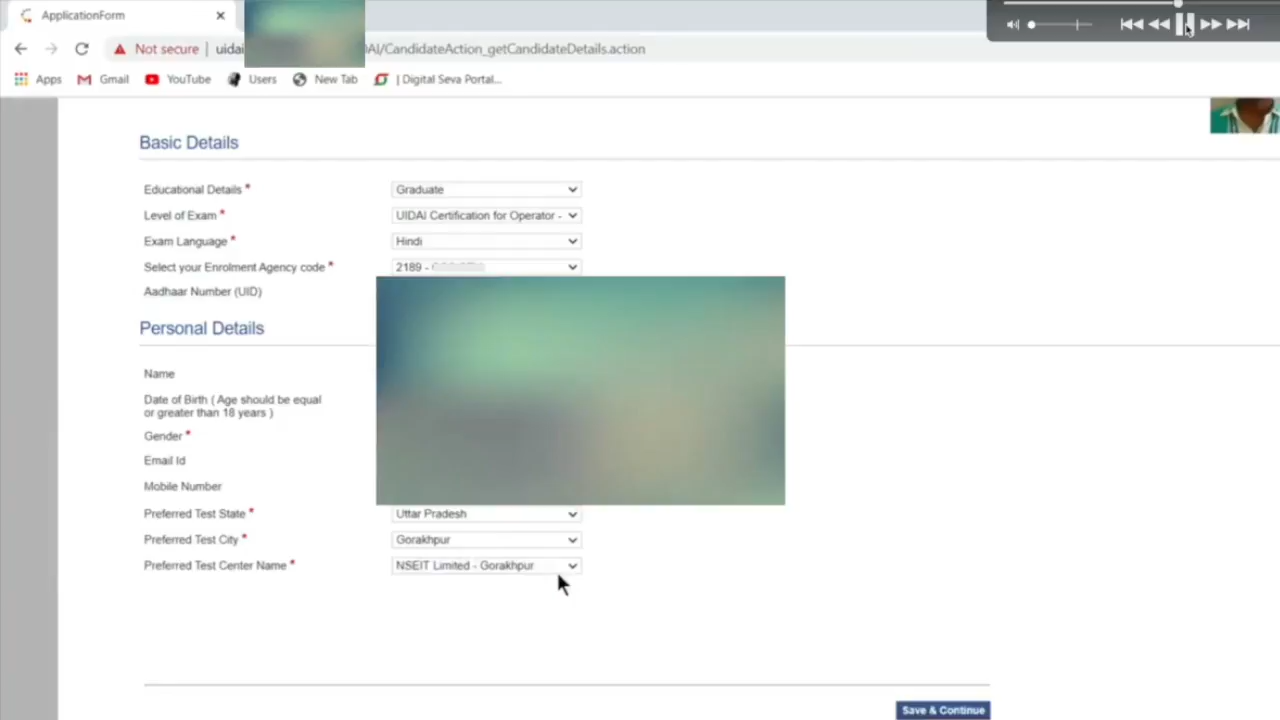 ApplicationForm
Not secure | uidai AI/CandidateAction_getCandidateDetails.action
Apps Gmail YouTube Users New Tab | Digital Seva Portal...
Basic Details
Educational Details * Graduate
Level of Exam * UIDAI Certification for Operator -
Exam Language * Hindi
Select your Enrolment Agency code * 2189 -
Aadhaar Number (UID)
Personal Details
Name
Date of Birth ( Age should be equal
or greater than 18 years )
Gender *
Email Id
Mobile Number
Preferred Test State * Uttar Pradesh
Preferred Test City * Gorakhpur
Preferred Test Center Name * NSEIT Limited - Gorakhpur
Save & Continue